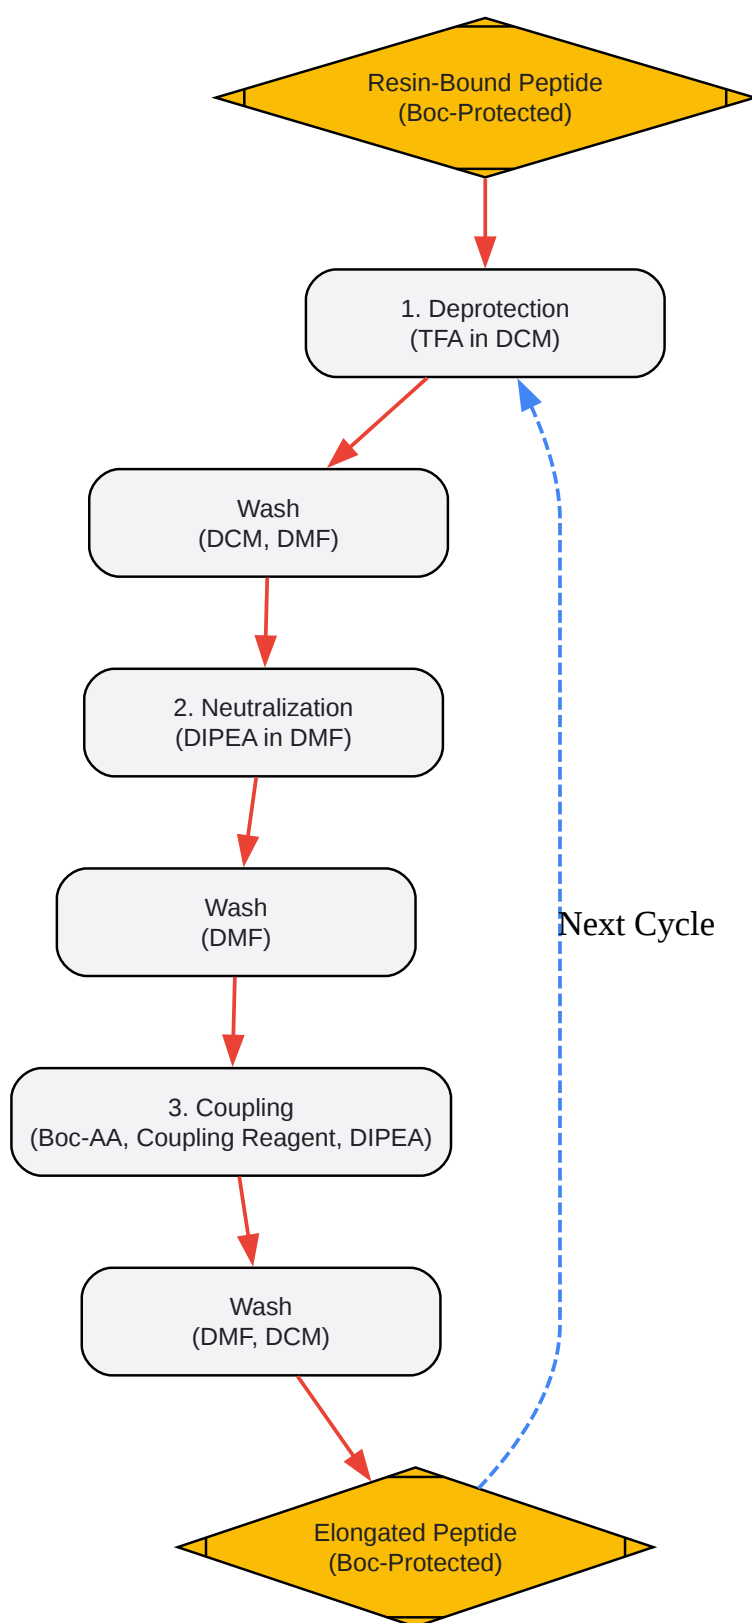 Resin-Bound Peptide
(Boc-Protected)
1. Deprotection
(TFA in DCM)
Wash
(DCM, DMF)
2. Neutralization
(DIPEA in DMF)
Wash
(DMF)
Next Cycle
3. Coupling
(Boc-AA, Coupling Reagent, DIPEA)
Wash
(DMF, DCM)
Elongated Peptide
(Boc-Protected)